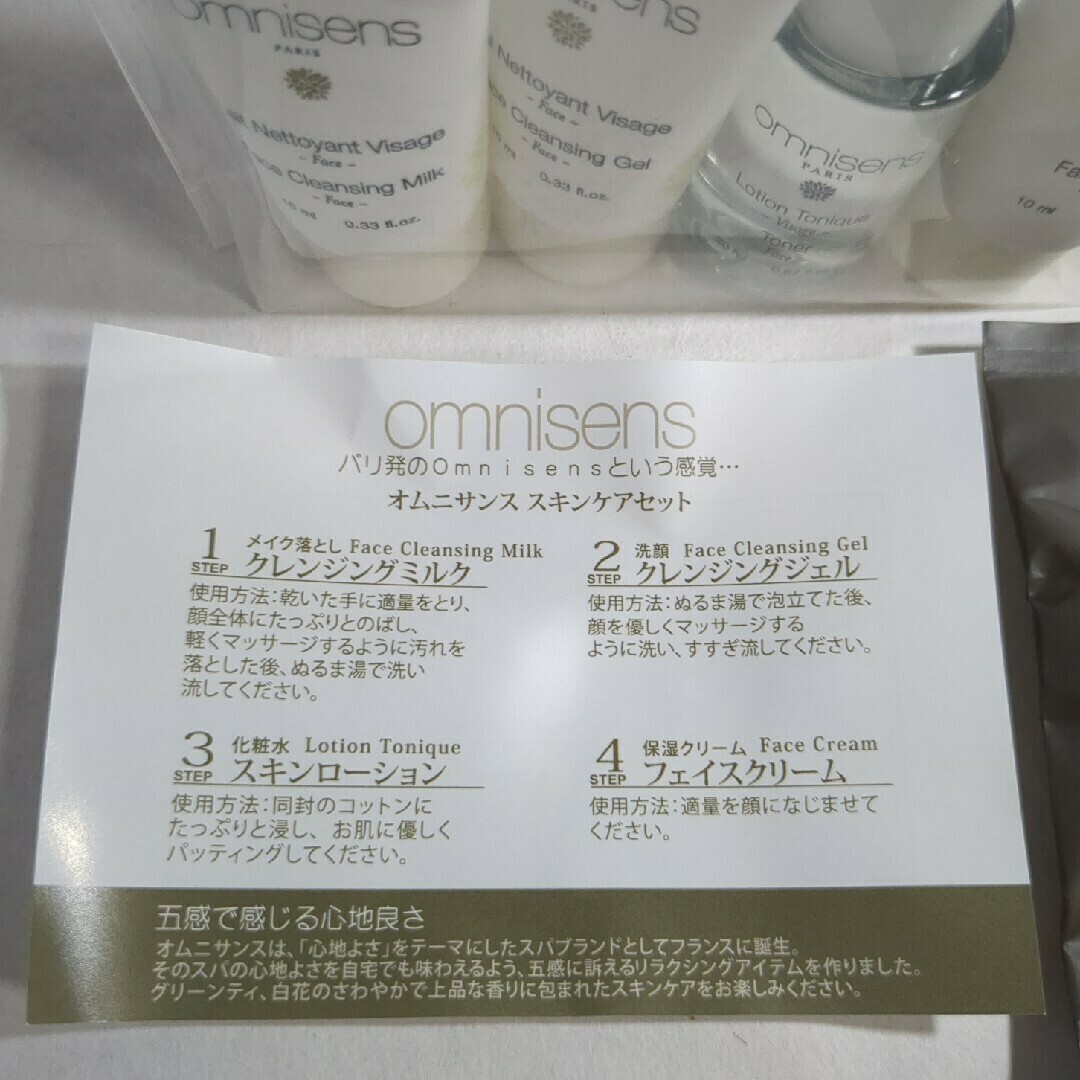 omnisens
PARIS
Nettoyant Visage
- Face -
Cleansing Milk
- Face -
10 ml 0.33 fl.oz.
omnisens
Nettoyant Visage
- Face -
Cleansing Gel
- Face -
10 ml 0.33 fl.oz.
omnisens
PARIS
Lotion Tonique
- Visage -
Toner
- Face -
10 ml
omnisens
パリ発のOmnisensという感覚…
オムニサンス スキンケアセット
1 メイク落とし Face Cleansing Milk
STEP クレンジングミルク
使用方法:乾いた手に適量をとり、
顔全体にたっぷりとのばし、
軽くマッサージするように汚れを
落とした後、ぬるま湯で洗い
流してください。
2 洗顔 Face Cleansing Gel
STEP クレンジングジェル
使用方法:ぬるま湯で泡立てた後、
顔を優しくマッサージする
ように洗い、すすぎ流してください。
3 化粧水 Lotion Tonique
STEP スキンローション
使用方法:同封のコットンに
たっぷりと浸し、お肌に優しく
パッティングしてください。
4 保湿クリーム Face Cream
STEP フェイスクリーム
使用方法:適量を顔になじませて
ください。
五感で感じる心地良さ
オムニサンスは、「心地よさ」をテーマにしたスパブランドとしてフランスに誕生。
そのスパの心地よさを自宅でも味わえるよう、五感に訴えるリラクシングアイテムを作りました。
グリーンティ、白花のさわやかで上品な香りに包まれたスキンケアをお楽しみください。